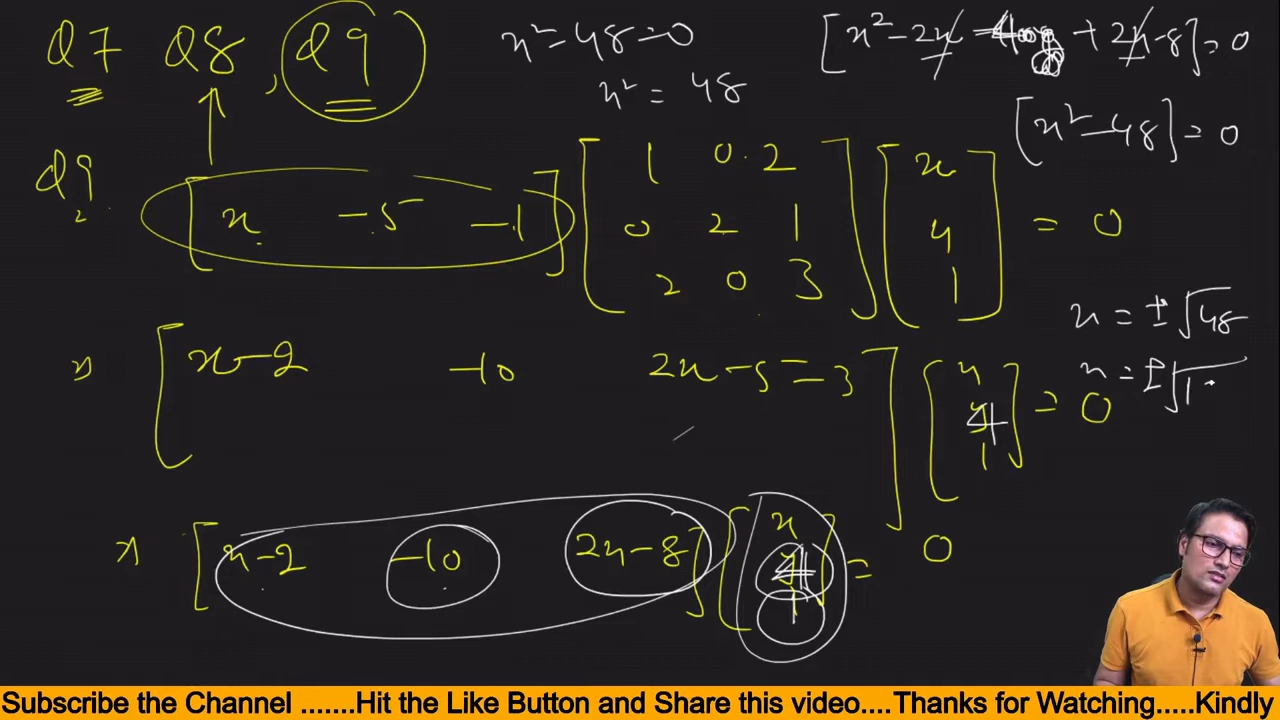 Q7 Q8, Q9
x² - 48 = 0
x² = 48
[x² - 2x - 40 + 2x - 8] = 0
[x² - 48] = 0
Q9
[x -5 -1] [1 0 2 0 2 1 2 0 3] [x 4 1] = 0
x = ±√48
[x-2 -10 2x-5=3] [x 4 1] = 0
x = ±√1
[x-2 -10 2x-8] [x 4 1] = 0
Subscribe the Channel .......Hit the Like Button and Share this video....Thanks for Watching.....Kindly